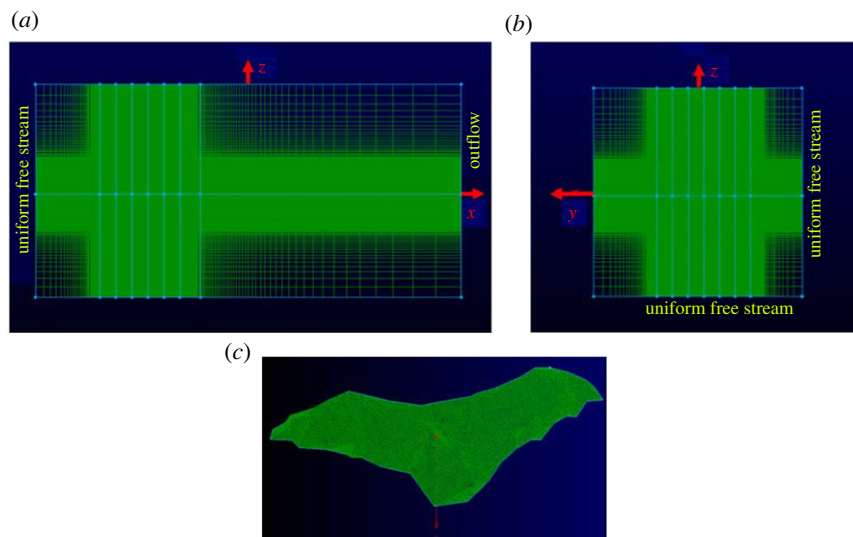 (a)
(b)
z
z
uniform free stream
outflow
uniform free stream
x
y
uniform free stream
(c)